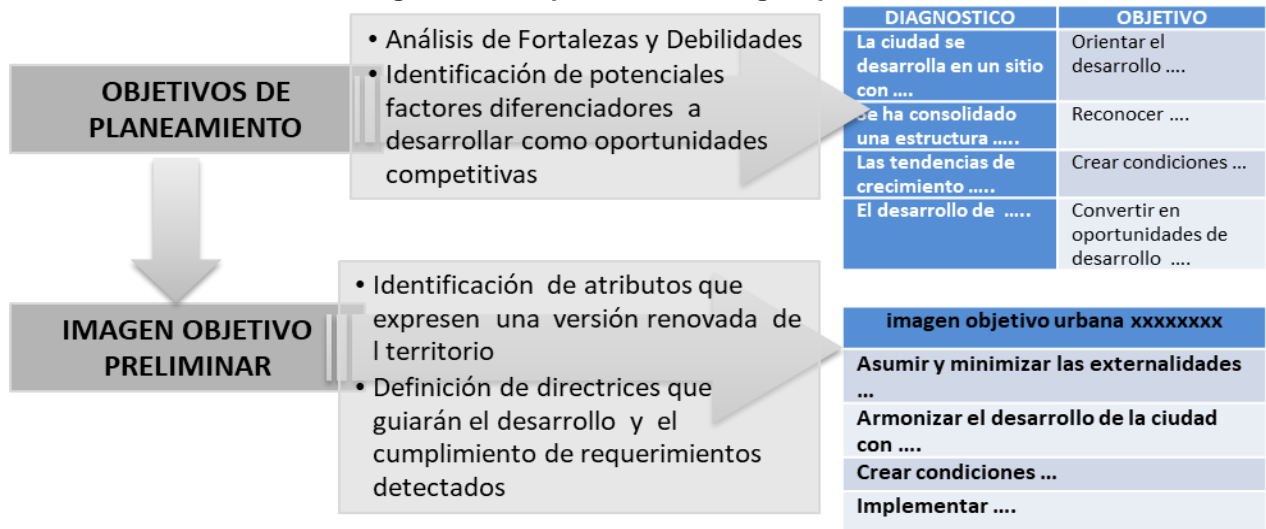 OBJETIVOS DE
PLANEAMIENTO
• Análisis de Fortalezas y Debilidades
• Identificación de potenciales
factores diferenciadores a
desarrollar como oportunidades
competitivas
DIAGNOSTICO OBJETIVO
La ciudad se
desarrolla en un sitio
con ....
Orientar el
desarrollo ....
Se ha consolidado
una estructura .....
Reconocer ....
Las tendencias de
crecimiento .....
Crear condiciones ...
El desarrollo de .....
Convertir en
oportunidades de
desarrollo ....
IMAGEN OBJETIVO
PRELIMINAR
• Identificación de atributos que
expresen una versión renovada de
l territorio
• Definición de directrices que
guiarán el desarrollo y el
cumplimiento de requerimientos
detectados
imagen objetivo urbana xxxxxxxx
Asumir y minimizar las externalidades
...
Armonizar el desarrollo de la ciudad
con ....
Crear condiciones ...
Implementar ....